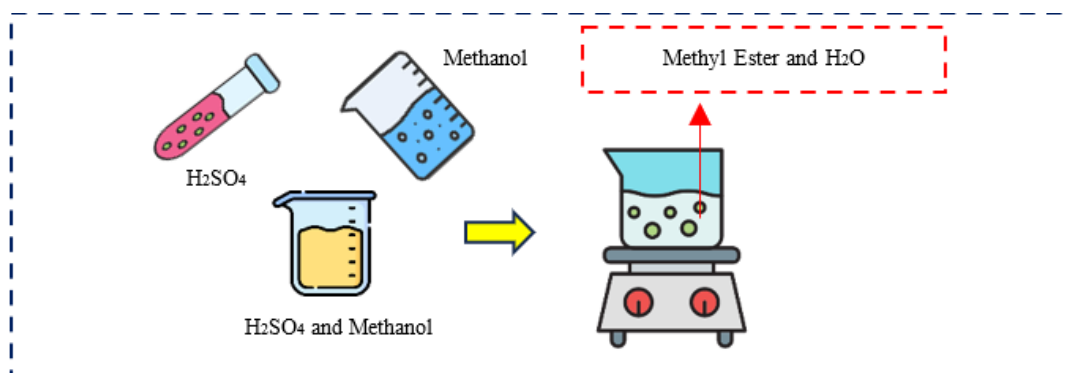 Methanol
Methyl Ester and H2O
H2SO4
H2SO4 and Methanol